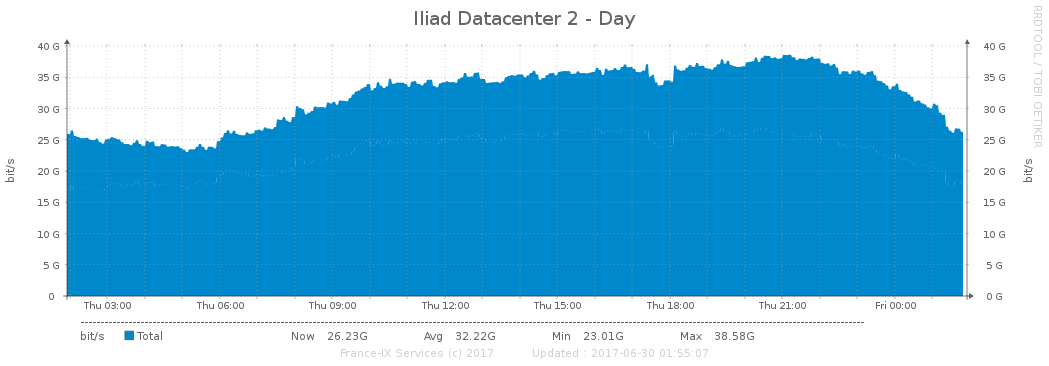 Iliad Datacenter 2 - Day
RRDTOOL / TOBI OETIKER
40 G 40 G
35 G 35 G
30 G 30 G
25 G 25 G
20 G 20 G
15 G 15 G
10 G 10 G
5 G 5 G
0 0 G
bit/s bit/s
Thu 03:00 Thu 06:00 Thu 09:00 Thu 12:00 Thu 15:00 Thu 18:00 Thu 21:00 Fri 00:00
bit/s Total Now 26.23G Avg 32.22G Min 23.01G Max 38.58G
France-IX Services (c) 2017 Updated : 2017-06-30 01:55:07